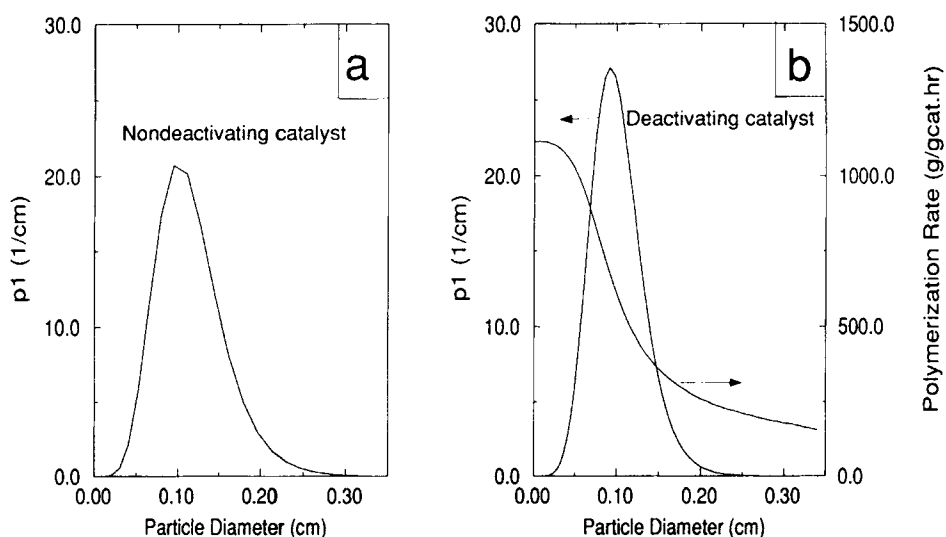 a
Nondeactivating catalyst
30.0
20.0
10.0
0.0
p1 (1/cm)
0.00
0.10
0.20
0.30
Particle Diameter (cm)
b
Deactivating catalyst
30.0
20.0
10.0
0.0
p1 (1/cm)
0.00
0.10
0.20
0.30
Particle Diameter (cm)
1500.0
1000.0
500.0
0.0
Polymerization Rate (g/gcat.hr)